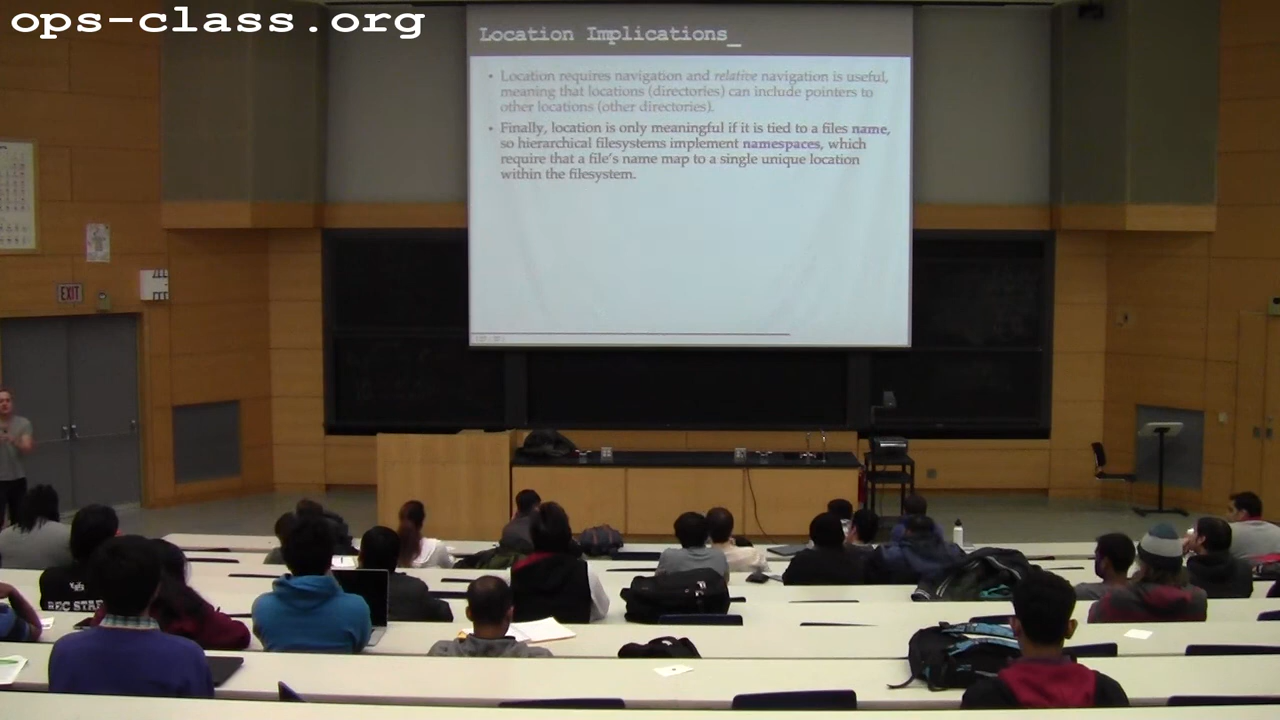 ops-class.org
Location Implications_
• Location requires navigation and relative navigation is useful,
meaning that locations (directories) can include pointers to
other locations (other directories).
• Finally, location is only meaningful if it is tied to a files name,
so hierarchical filesystems implement namespaces, which
require that a file's name map to a single unique location
within the filesystem.
EXIT
REC STAFF